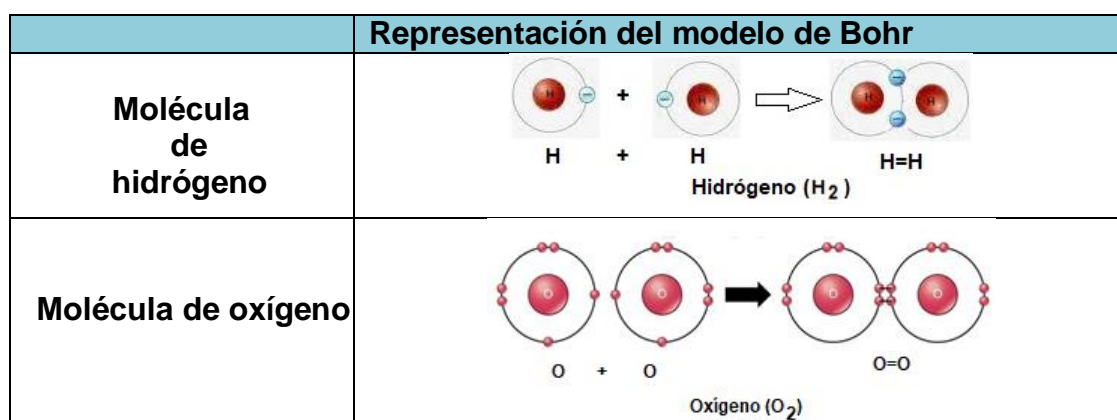 Representación del modelo de Bohr
Molécula
de
hidrógeno
H + H
H H
H + H H=H
Hidrógeno (H2)
Molécula de oxígeno
O O O O
O + O O=O
Oxígeno (O2)